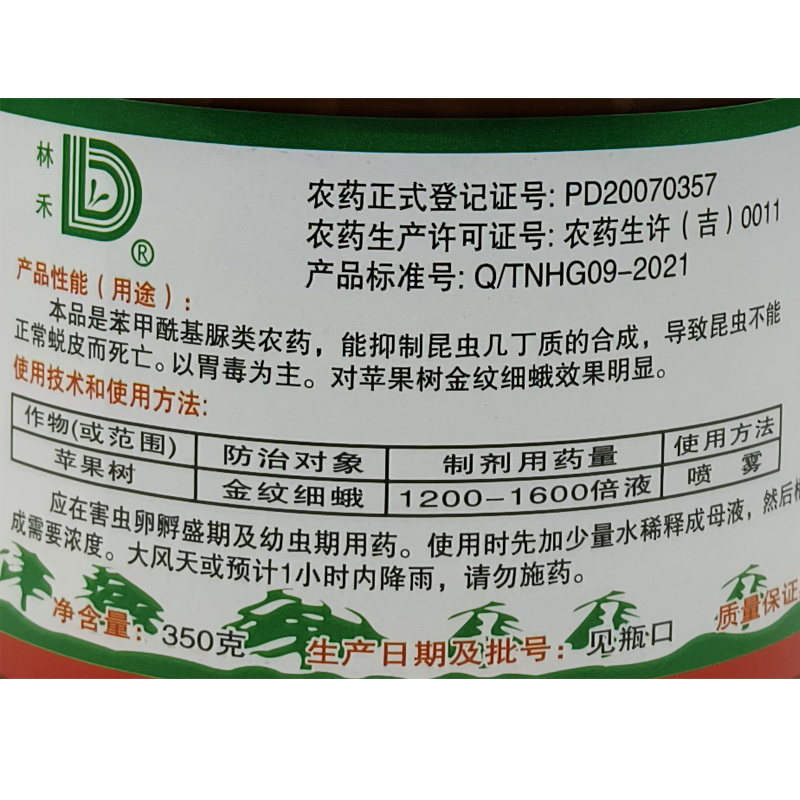 林禾
D
®
农药正式登记证号: PD20070357
农药生产许可证号: 农药生许(吉)0011
产品标准号: Q/TNHG09-2021
产品性能(用途):
本品是苯甲酰基脲类农药，能抑制昆虫几丁质的合成，导致昆虫不能
正常蜕皮而死亡。以胃毒为主。对苹果树金纹细蛾效果明显。
使用技术和使用方法:
作物(或范围) 防治对象 制剂用药量 使用方法
苹果树 金纹细蛾 1200-1600倍液 喷雾
应在害虫卵孵盛期及幼虫期用药。使用时先加少量水稀释成母液，然后
成需要浓度。大风天或预计1小时内降雨，请勿施药。
净含量: 350克 生产日期及批号: 见瓶口 质量保证